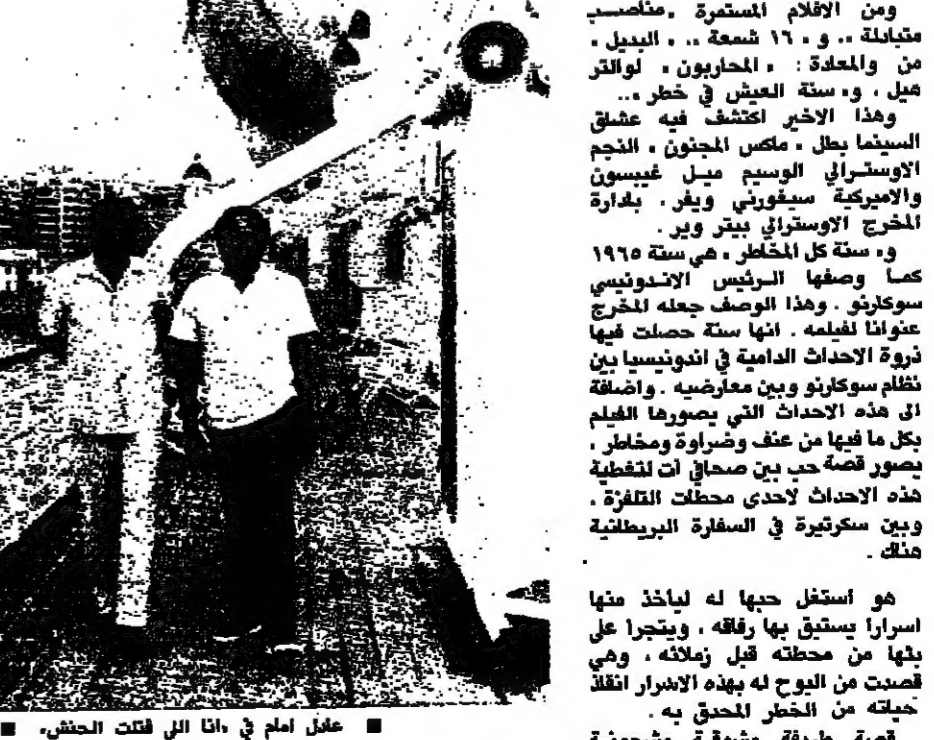 ومن الافلام المستمرة «مناصب
متبادلة» .. و «١٦ شمعة» .. «البديل»
من والمعادة : «المحاربون» لوالتر
هيل ، و«سنة العيش في خطر» ..
وهذا الاخير اكتشف فيه عشاق
السينما بطل «ماكس المجنون» النجم
الاوسترالي الوسيم ميل غيبسون
والاميركية سيغورني ويفر ، بادارة
المخرج الاوسترالي بيتر وير .
و«سنة كل المخاطر» هي سنة ١٩٦٥
كما وصفها الرئيس الاندونيسي
سوكارنو . وهذا الوصف جعله المخرج
عنوانا لفيلمه . انها سنة حصلت فيها
ذروة الاحداث الدامية في اندونيسيا بين
نظام سوكارنو وبين معارضيه . واضافة
الى هذه الاحداث التي يصورها الفيلم
بكل ما فيها من عنف وضراوة ومخاطر ،
يصور قصة حب بين صحافي آت لتغطية
هذه الاحداث لاحدى محطات التلفزة ،
وبين سكرتيرة في السفارة البريطانية
هناك .
هو أستغل حبها له ليأخذ منها
اسرارا يستيق بها رفاقه ، ويتجرا على
بثها من محطته قبل زملائه ، وهي
قصدت من البوح له بهذه الاسرار انقاذ
حياته من الخطر المحدق به .
قصة طريفة وشيقة
■ عادل امام في «انا اللي قتلت الحنش» ■